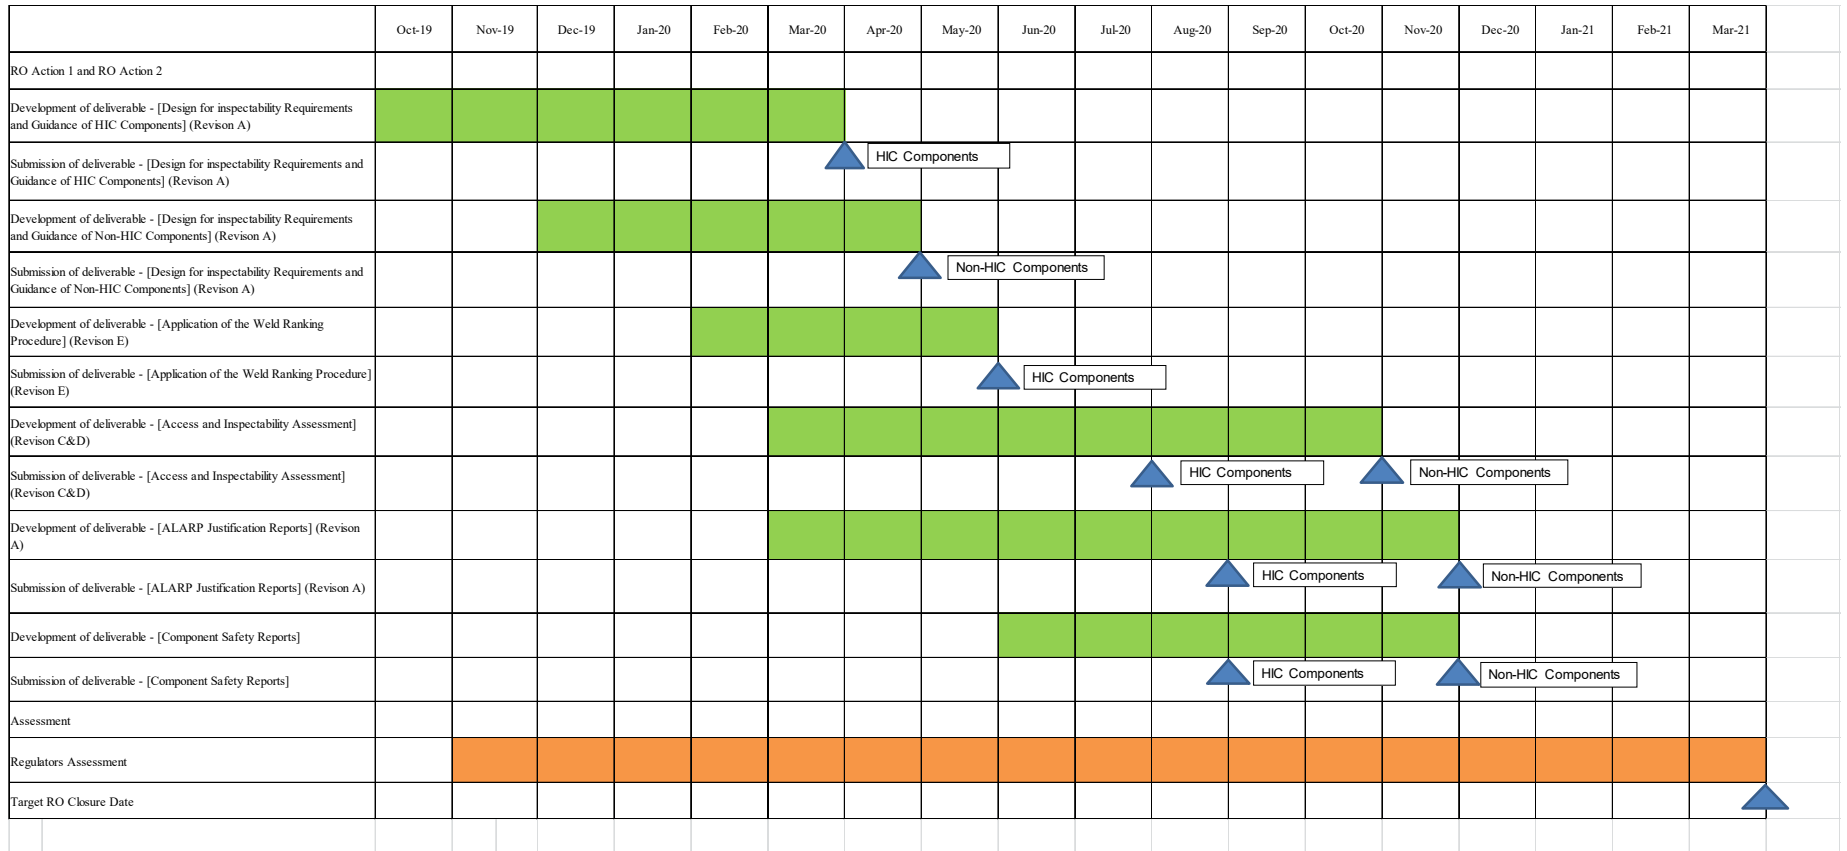 Oct-19 Nov-19 Dec-19 Jan-20 Feb-20 Mar-20 Apr-20 May-20 Jun-20 Jul-20 Aug-20 Sep-20 Oct-20 Nov-20 Dec-20 Jan-21 Feb-21 Mar-21
RO Action 1 and RO Action 2
Development of deliverable - [Design for inspectability Requirements
and Guidance of HIC Components] (Revison A)
Submission of deliverable - [Design for inspectability Requirements and
Guidance of HIC Components] (Revison A)
HIC Components
Development of deliverable - [Design for inspectability Requirements
and Guidance of Non-HIC Components] (Revison A)
Submission of deliverable - [Design for inspectability Requirements and
Guidance of Non-HIC Components] (Revison A)
Non-HIC Components
Development of deliverable - [Application of the Weld Ranking
Procedure] (Revison E)
Submission of deliverable - [Application of the Weld Ranking Procedure]
(Revison E)
HIC Components
Development of deliverable - [Access and Inspectability Assessment]
(Revison C&D)
Submission of deliverable - [Access and Inspectability Assessment]
(Revison C&D)
HIC Components
Non-HIC Components
Development of deliverable - [ALARP Justification Reports] (Revison
A)
Submission of deliverable - [ALARP Justification Reports] (Revison A)
HIC Components
Non-HIC Components
Development of deliverable - [Component Safety Reports]
Submission of deliverable - [Component Safety Reports]
HIC Components
Non-HIC Components
Assessment
Regulators Assessment
Target RO Closure Date